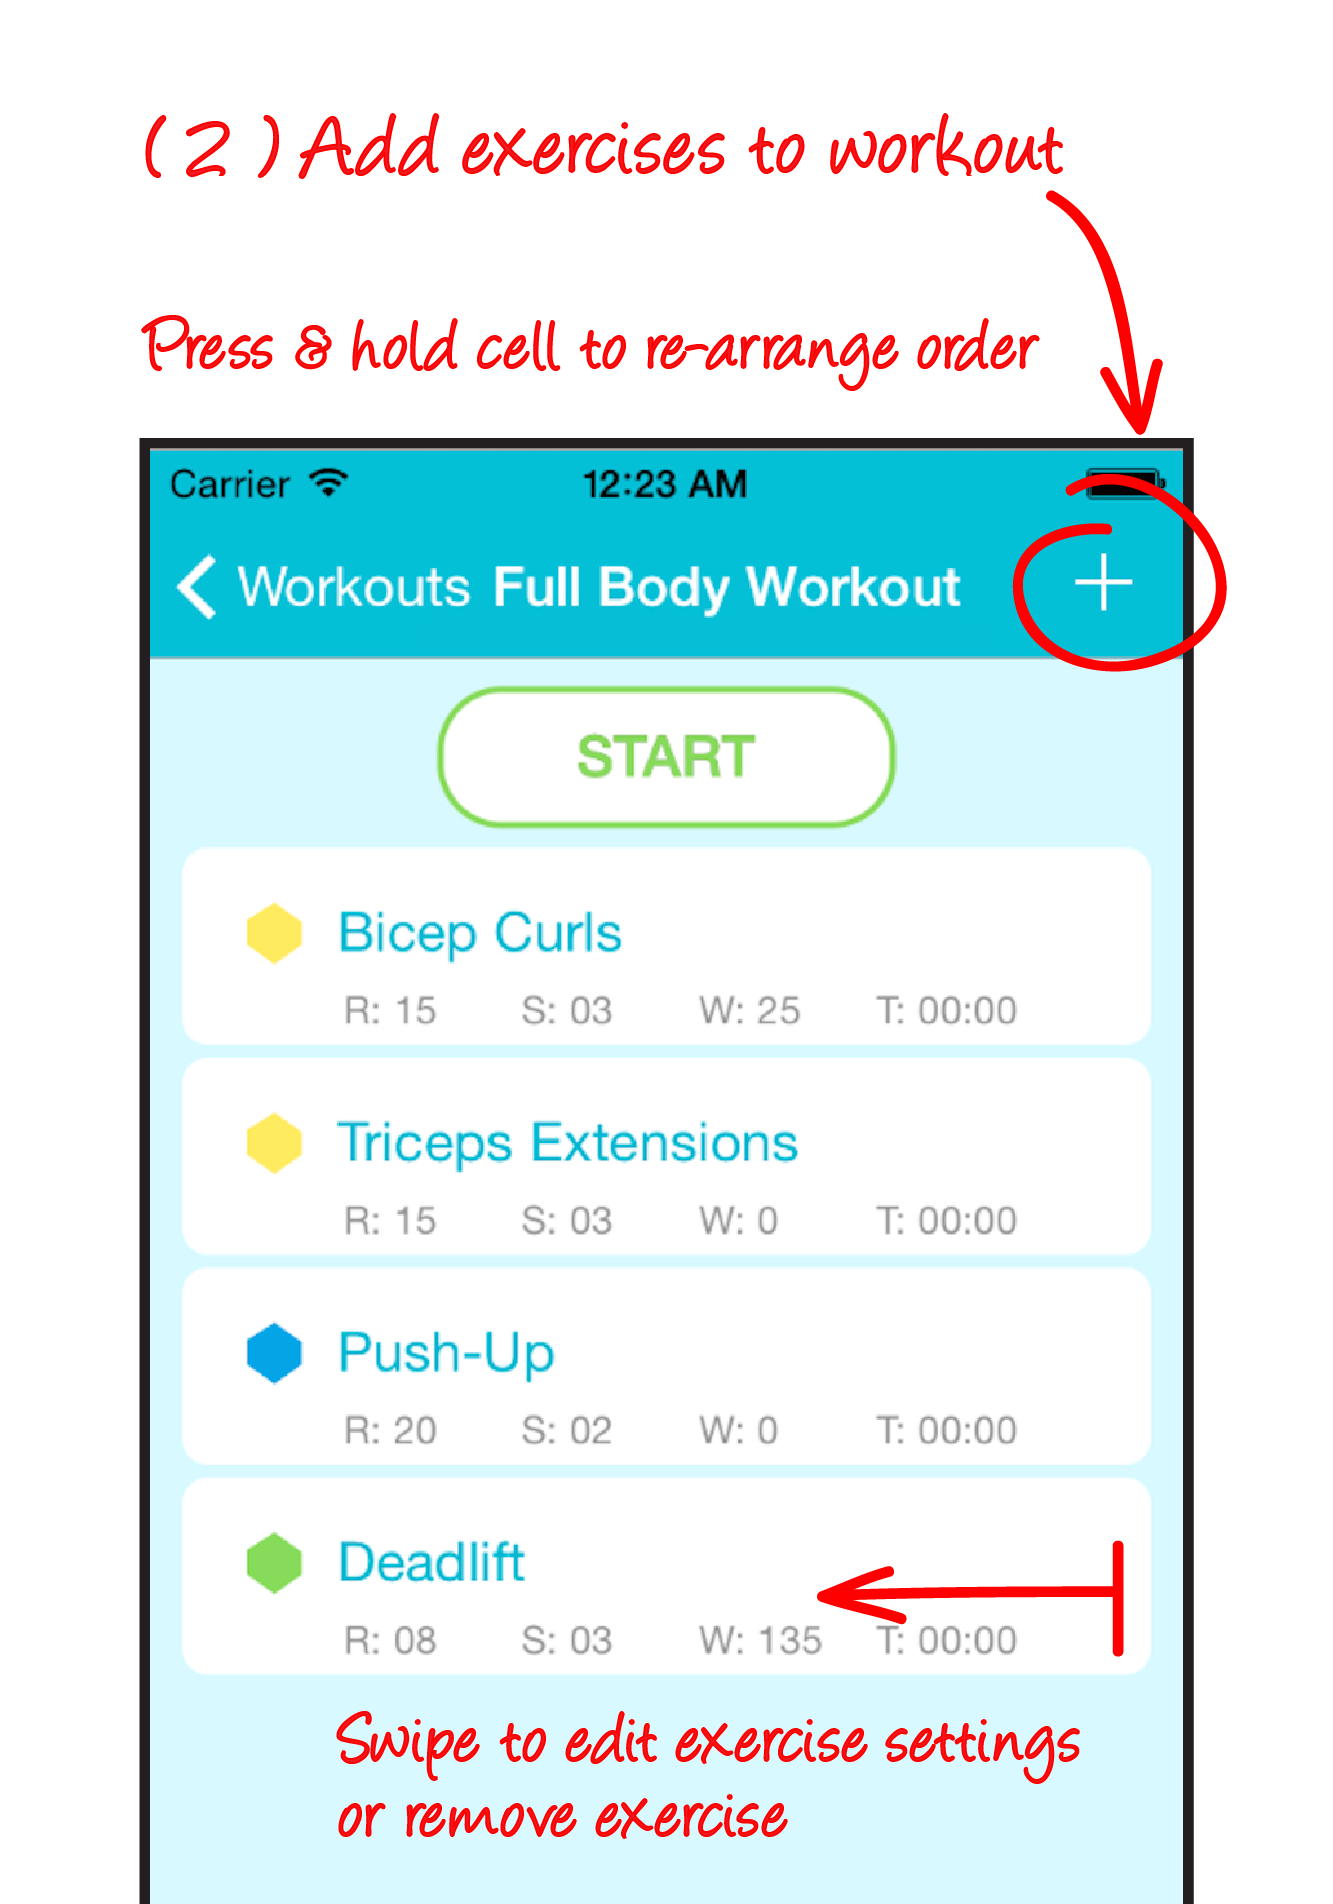 ( 2 ) Add exercises to workout
Press & hold cell to re-arrange order
Carrier 12:23 AM
Workouts Full Body Workout +
START
Bicep Curls
R: 15 S: 03 W: 25 T: 00:00
Triceps Extensions
R: 15 S: 03 W: 0 T: 00:00
Push-Up
R: 20 S: 02 W: 0 T: 00:00
Deadlift
R: 08 S: 03 W: 135 T: 00:00
Swipe to edit exercise settings
or remove exercise